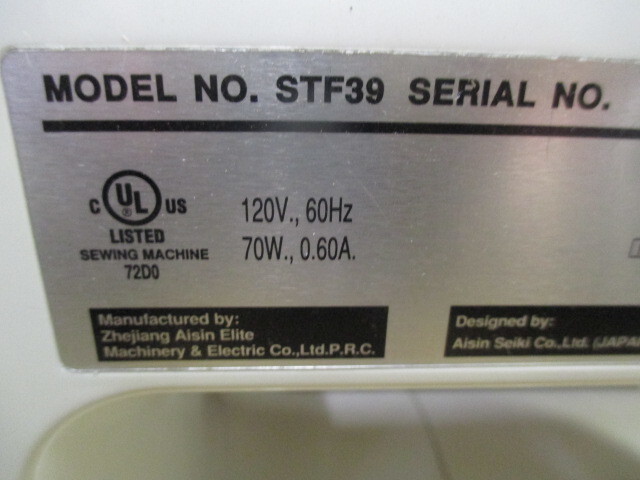 MODEL NO. STF39 SERIAL NO.
C UL US
®
LISTED
SEWING MACHINE
72D0
120V., 60Hz
70W., 0.60A.
Manufactured by:
Zhejiang Aisin Elite
Machinery & Electric Co.,Ltd.P.R.C.
Designed by:
Aisin Seiki Co.,Ltd. (JAPA